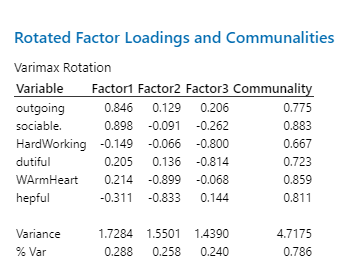 Rotated Factor Loadings and Communalities
Varimax Rotation
Variable Factor1 Factor2 Factor3 Communality
outgoing 0.846 0.129 0.206 0.775
sociable. 0.898 -0.091 -0.262 0.883
HardWorking -0.149 -0.066 -0.800 0.667
dutiful 0.205 0.136 -0.814 0.723
WArmHeart 0.214 -0.899 -0.068 0.859
hepful -0.311 -0.833 0.144 0.811
Variance 1.7284 1.5501 1.4390 4.7175
% Var 0.288 0.258 0.240 0.786